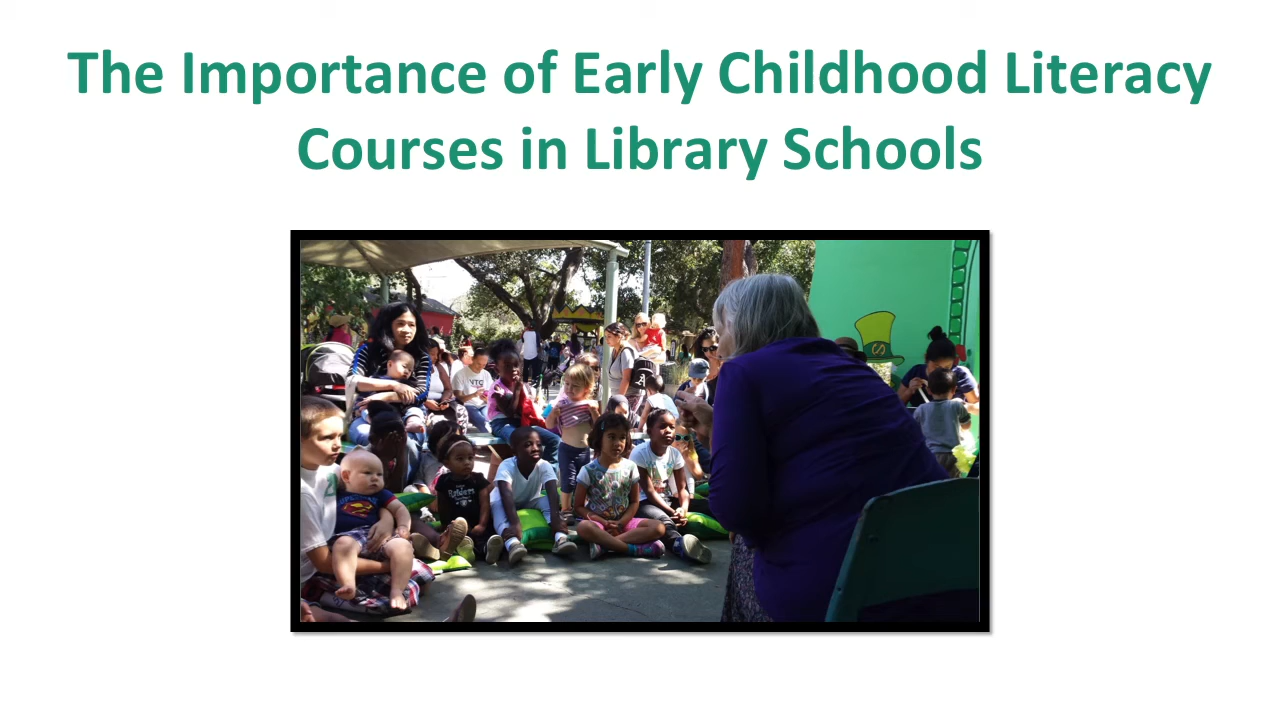 The Importance of Early Childhood Literacy
Courses in Library Schools